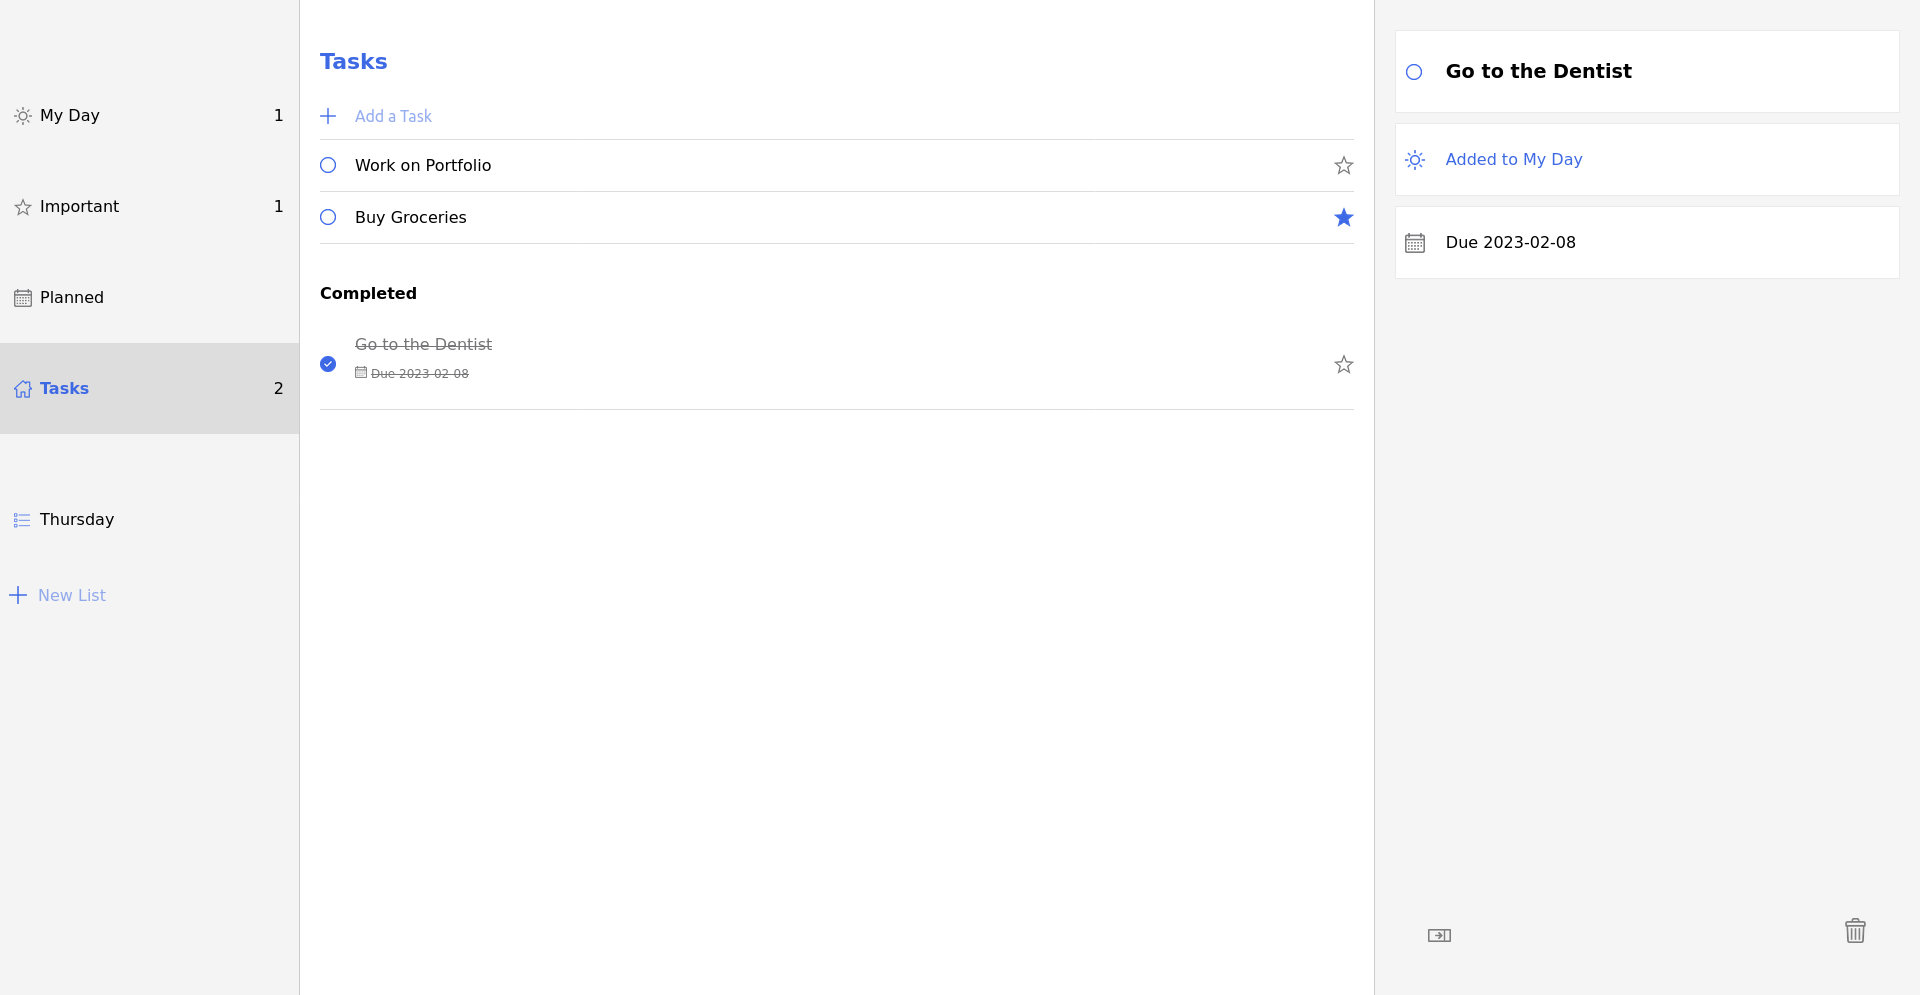 My Day 1
Important 1
Planned
Tasks 2
Thursday
New List
Tasks
Add a Task
Work on Portfolio
Buy Groceries
Completed
Go to the Dentist
Due 2023-02-08
Go to the Dentist
Added to My Day
Due 2023-02-08